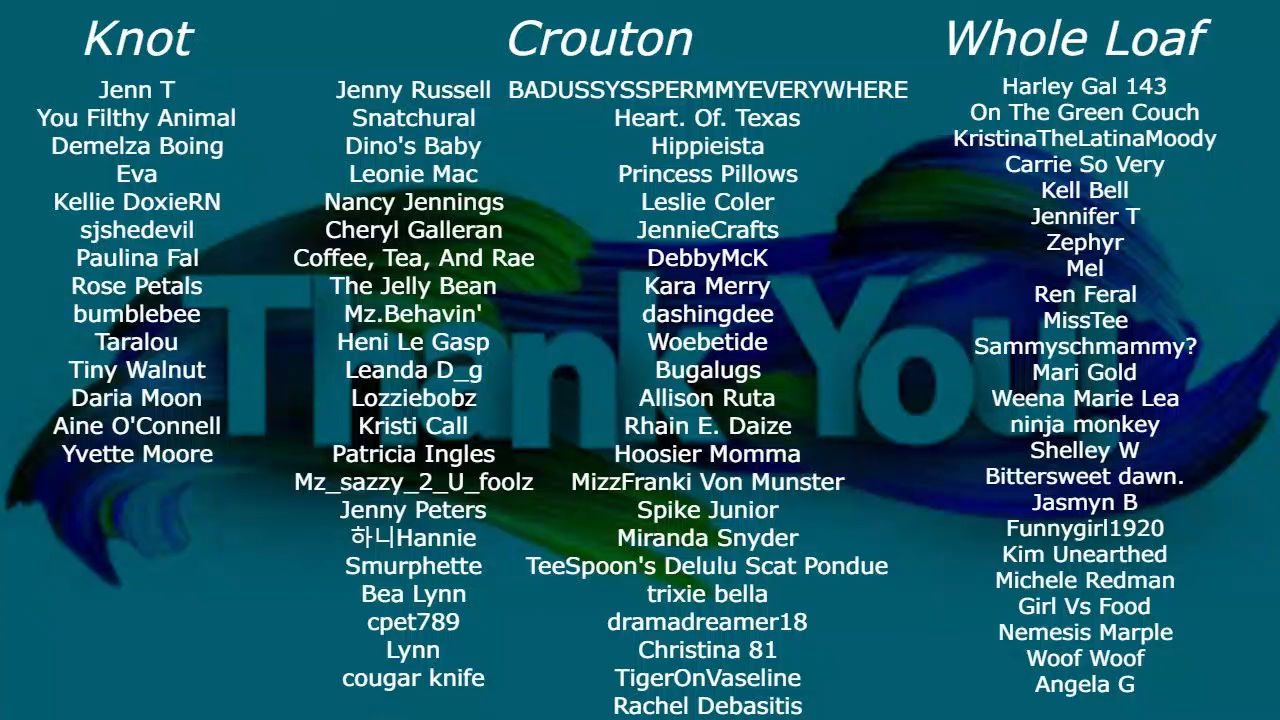 Knot
Jenn T
You Filthy Animal
Demelza Boing
Eva
Kellie DoxieRN
sjshedevil
Paulina Fal
Rose Petals
bumblebee
Taralou
Tiny Walnut
Daria Moon
Aine O'Connell
Yvette Moore
Crouton
Jenny Russell
Snatchural
Dino's Baby
Leonie Mac
Nancy Jennings
Cheryl Galleran
Coffee, Tea, And Rae
The Jelly Bean
Mz.Behavin'
Heni Le Gasp
Leanda D_g
Lozziebobz
Kristi Call
Patricia Ingles
Mz_sazzy_2_U_foolz
Jenny Peters
하니Hannie
Smurphette
Bea Lynn
cpet789
Lynn
cougar knife
BADUSSYSSPERMMYEVERYWHERE
Heart. Of. Texas
Hippieista
Princess Pillows
Leslie Coler
JennieCrafts
DebbyMcK
Kara Merry
dashingdee
Woebetide
Bugalugs
Allison Ruta
Rhain E. Daize
Hoosier Momma
MizzFranki Von Munster
Spike Junior
Miranda Snyder
TeeSpoon's Delulu Scat Pondue
trixie bella
dramadreamer18
Christina 81
TigerOnVaseline
Rachel Debasitis
Whole Loaf
Harley Gal 143
On The Green Couch
KristinaTheLatinaMoody
Carrie So Very
Kell Bell
Jennifer T
Zephyr
Mel
Ren Feral
MissTee
Sammyschmammy?
Mari Gold
Weena Marie Lea
ninja monkey
Shelley W
Bittersweet dawn.
Jasmyn B
Funnygirl1920
Kim Unearthed
Michele Redman
Girl Vs Food
Nemesis Marple
Woof Woof
Angela G
Thank You!